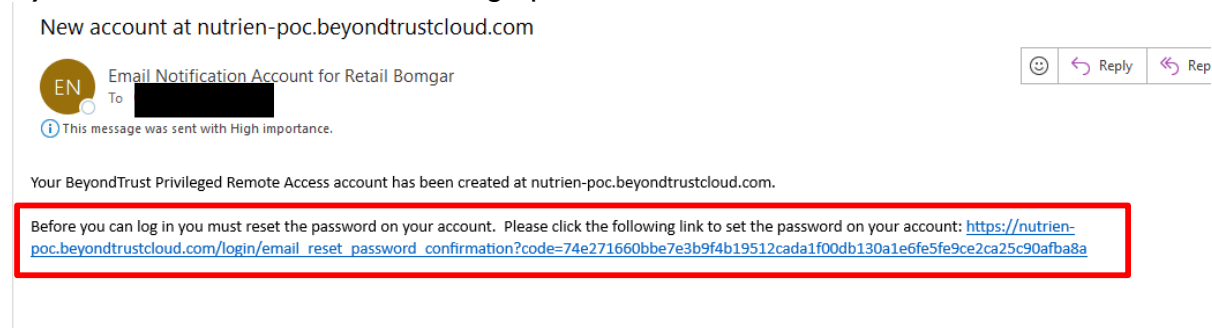 New account at nutrien-poc.beyondtrustcloud.com
EN
Email Notification Account for Retail Bomgar
To
Reply
Rep
This message was sent with High importance.
Your BeyondTrust Privileged Remote Access account has been created at nutrien-poc.beyondtrustcloud.com.
Before you can log in you must reset the password on your account.  Please click the following link to set the password on your account: https://nutrien-
poc.beyondtrustcloud.com/login/email_reset_password_confirmation?code=74e271660bbe7e3b9f4b19512cada1f00db130a1e6fe5fe9ce2ca25c90afba8a